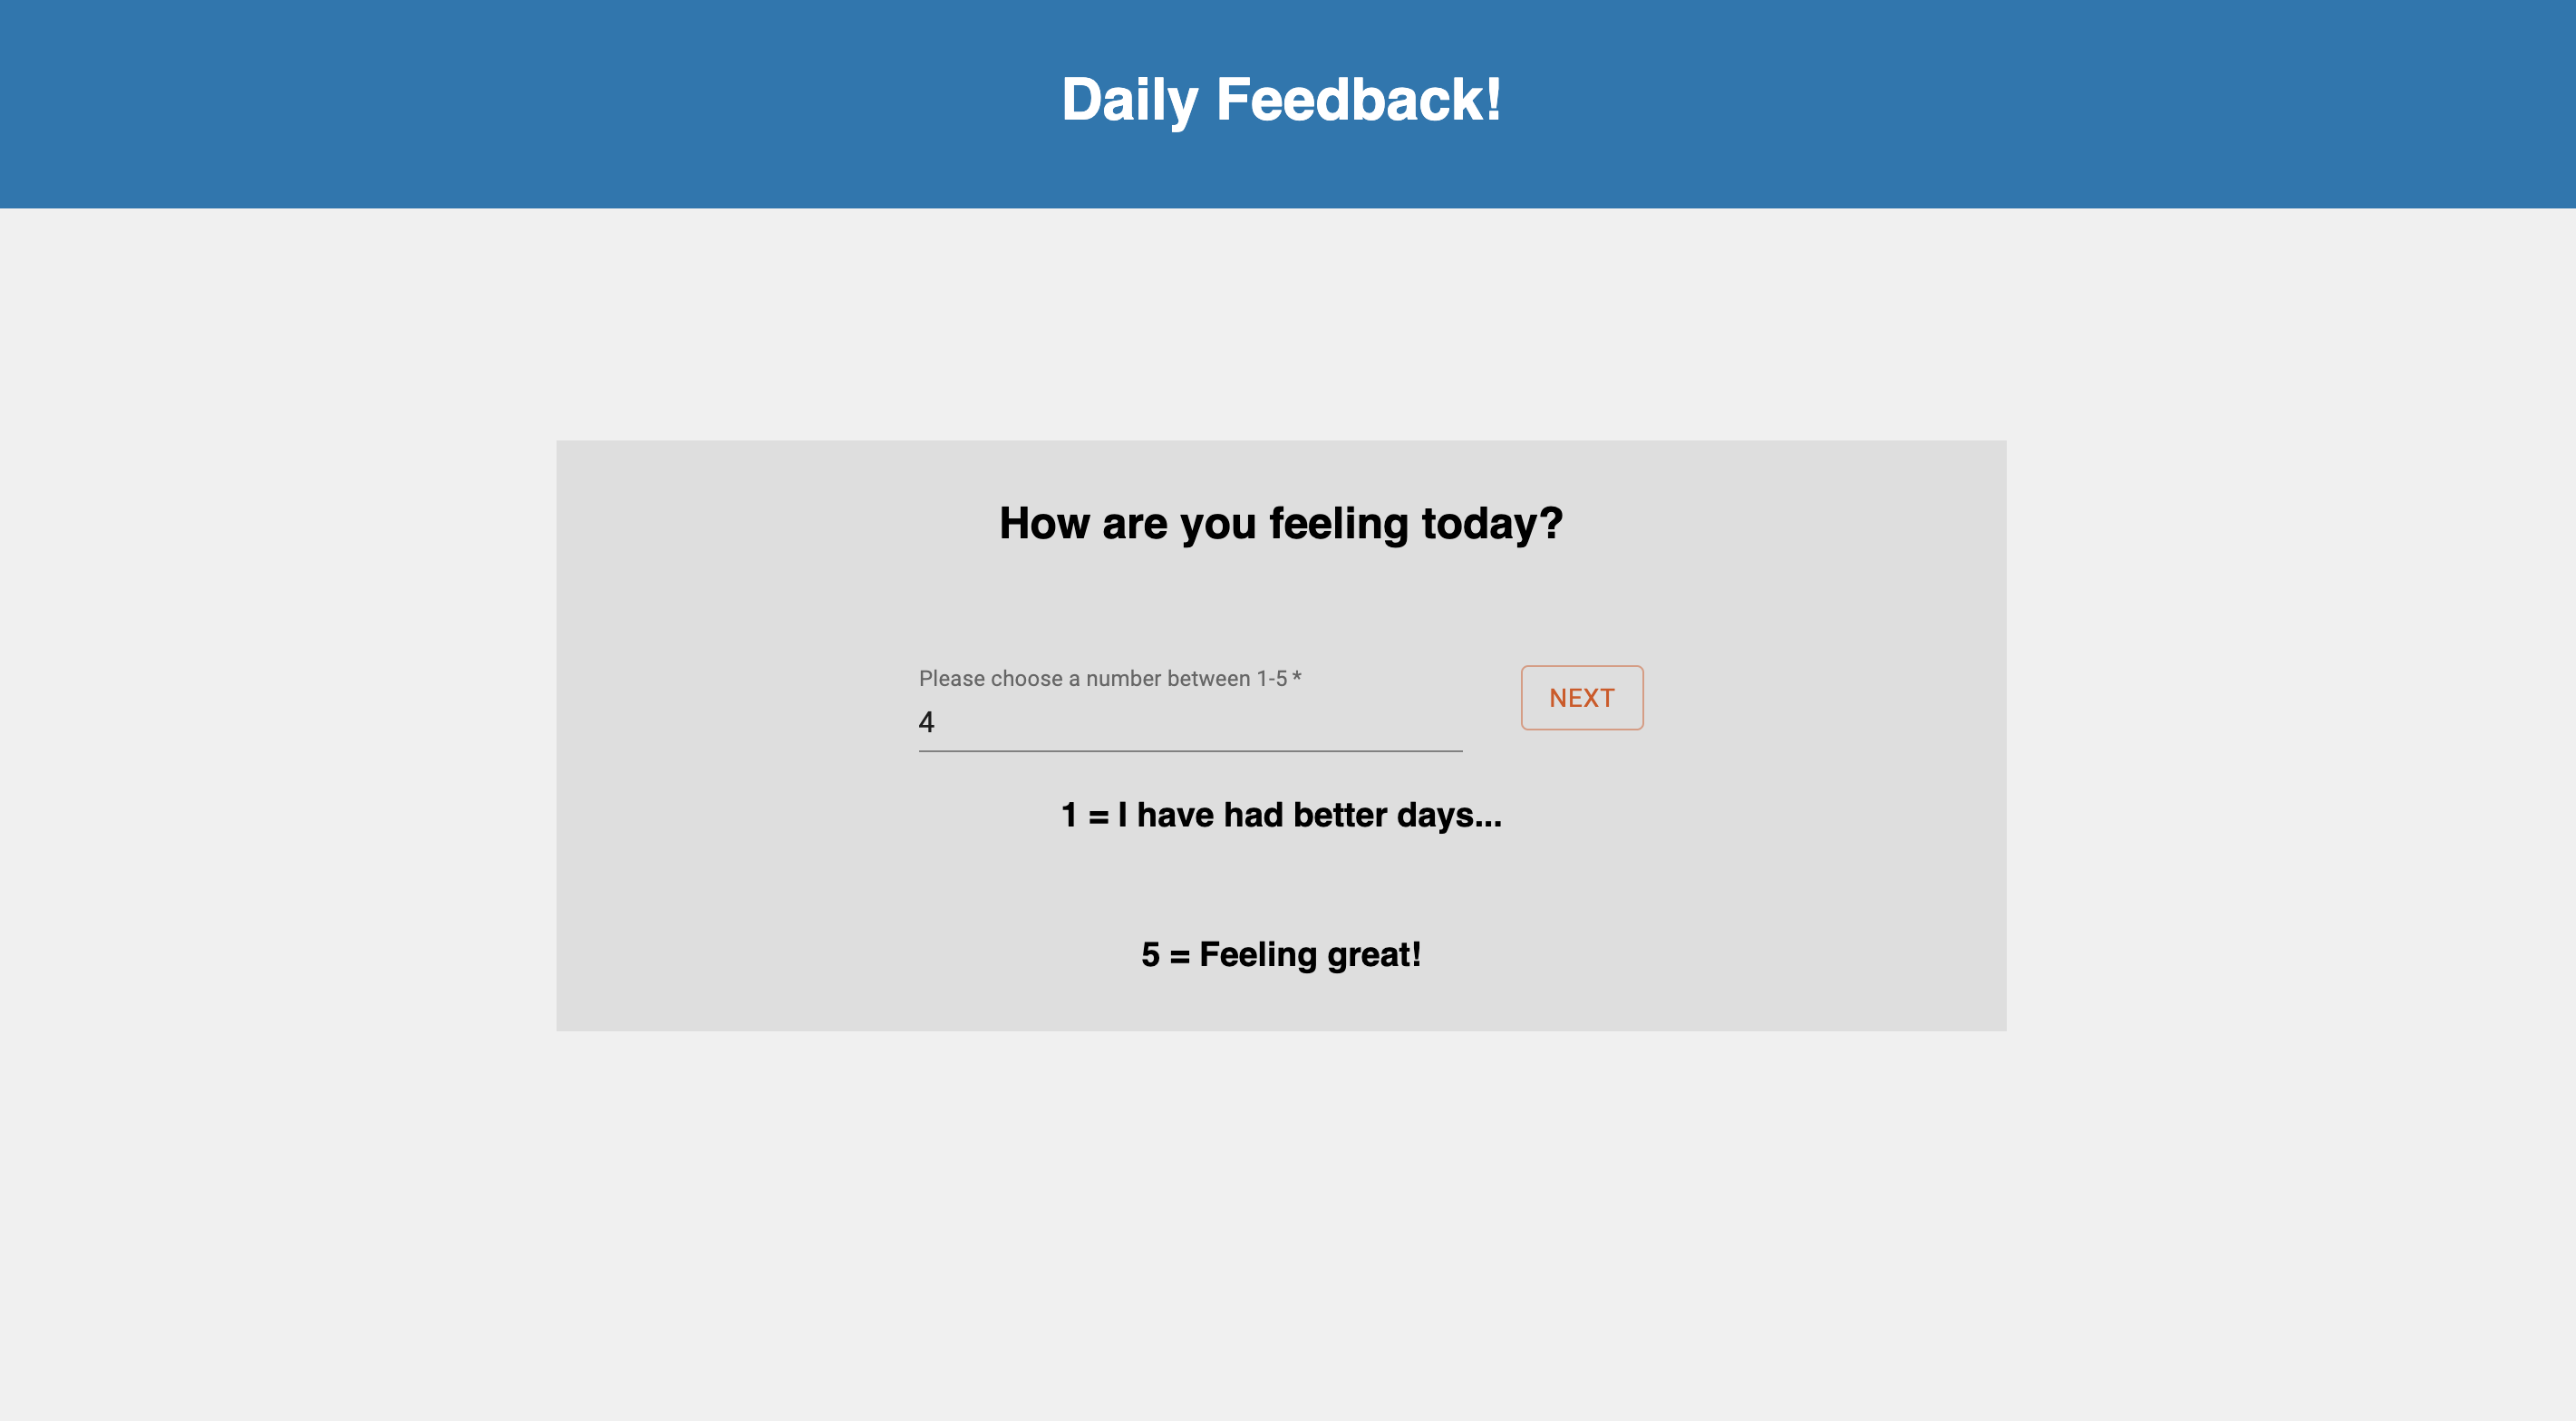 Daily Feedback!
How are you feeling today?
Please choose a number between 1-5 *
4
NEXT
1 = I have had better days...
5 = Feeling great!